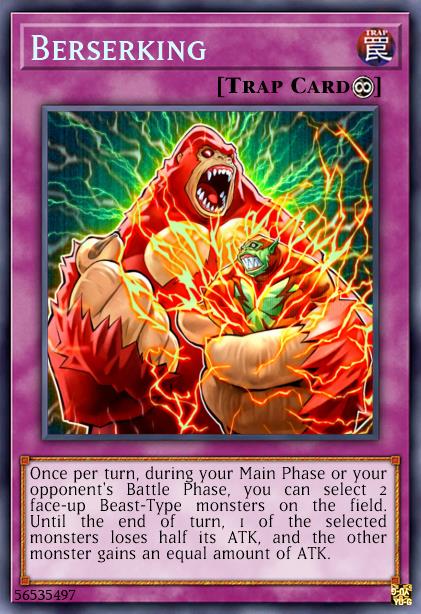 BERSERKING
TRAP
罠
[TRAP CARD∞]
Once per turn, during your Main Phase or your
opponent's Battle Phase, you can select 2
face-up Beast-Type monsters on the field.
Until the end of turn, 1 of the selected
monsters loses half its ATK, and the other
monster gains an equal amount of ATK.
56535497